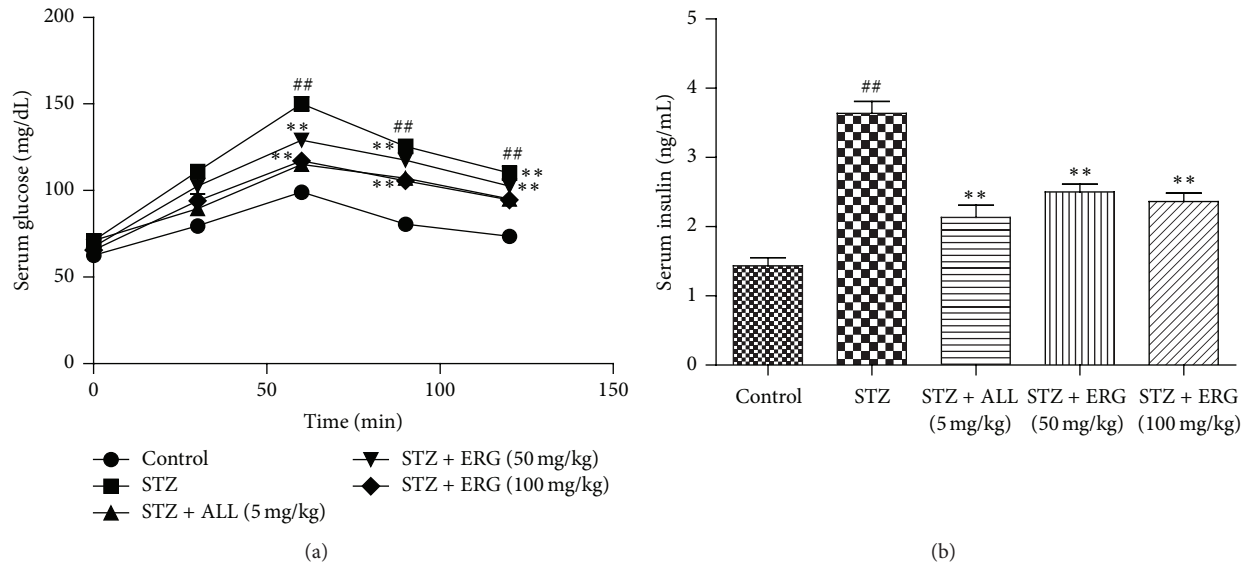 200
150
100
50
0
Serum glucose (mg/dL)
##
**
**
##
**
**
##
**
**
0
50
100
150
Time (min)
Control
STZ
STZ + ALL (5 mg/kg)
STZ + ERG (50 mg/kg)
STZ + ERG (100 mg/kg)
(a)
5
4
3
2
1
0
Serum insulin (ng/mL)
##
**
**
**
Control
STZ
STZ + ALL
(5 mg/kg)
STZ + ERG
(50 mg/kg)
STZ + ERG
(100 mg/kg)
(b)